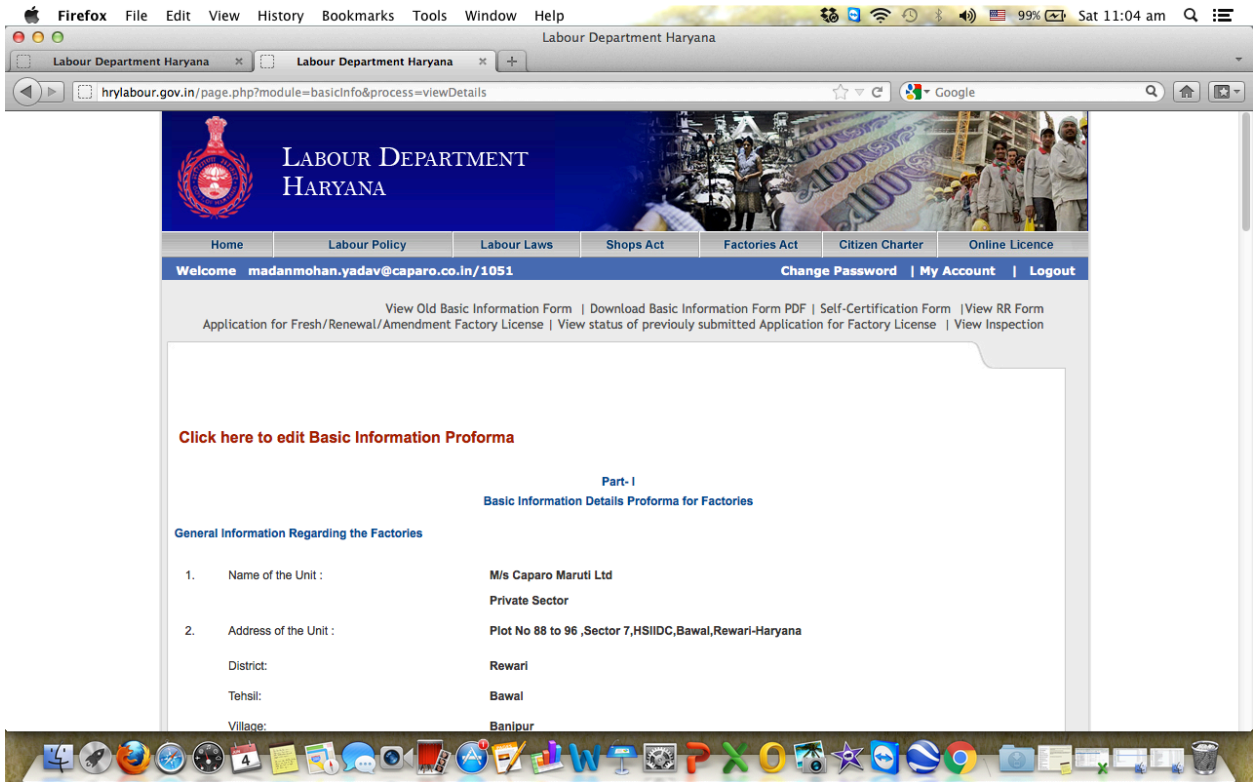 Firefox File Edit View History Bookmarks Tools Window Help 99% Sat 11:04 am
Labour Department Haryana
Labour Department Haryana Labour Department Haryana
hrylabour.gov.in/page.php?module=basicInfo&process=viewDetails Google
LABOUR DEPARTMENT
HARYANA
Home Labour Policy Labour Laws Shops Act Factories Act Citizen Charter Online Licence
Welcome madanmohan.yadav@caparo.co.in/1051 Change Password | My Account | Logout
View Old Basic Information Form | Download Basic Information Form PDF | Self-Certification Form |View RR Form
Application for Fresh/Renewal/Amendment Factory License | View status of previouly submitted Application for Factory License | View Inspection
Click here to edit Basic Information Proforma
Part- I
Basic Information Details Proforma for Factories
General Information Regarding the Factories
1. Name of the Unit : M/s Caparo Maruti Ltd
Private Sector
2. Address of the Unit : Plot No 88 to 96 ,Sector 7,HSIIDC,Bawal,Rewari-Haryana
District: Rewari
Tehsil: Bawal
Village: Banipur